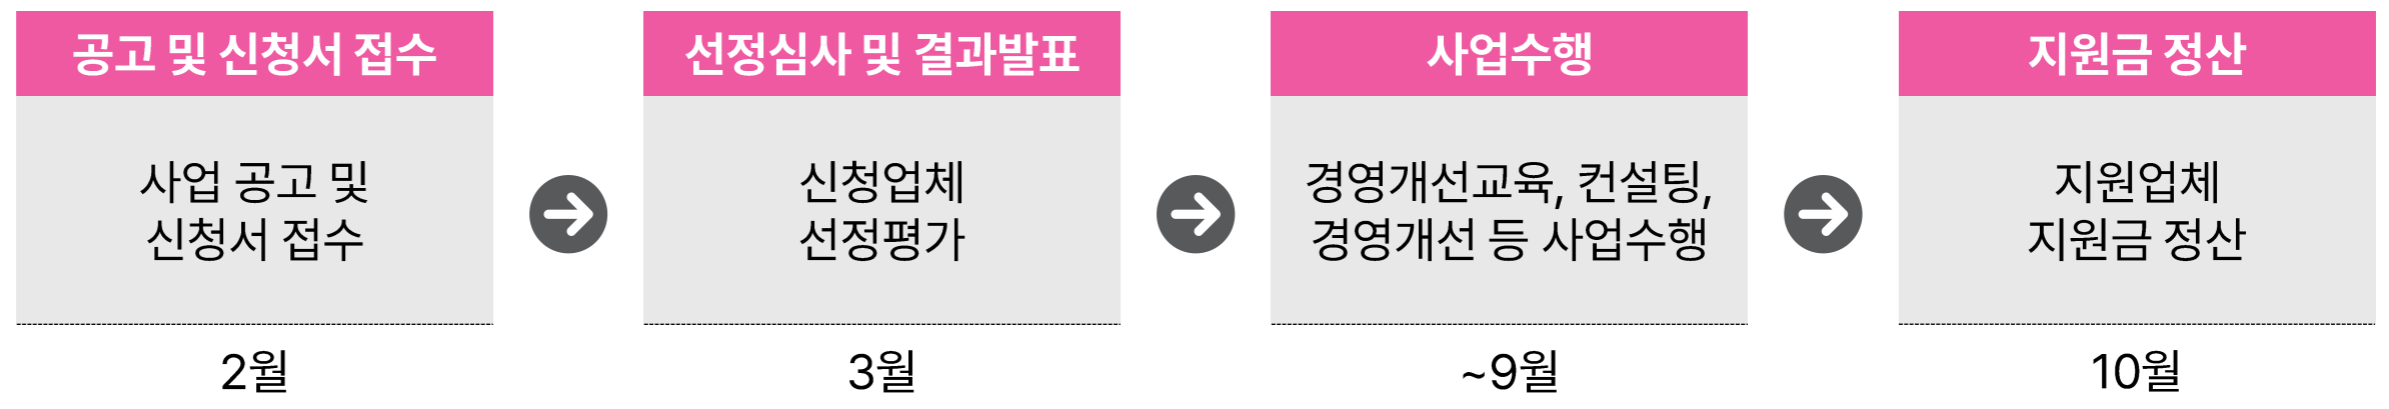 공고 및 신청서 접수
사업 공고 및
신청서 접수
2월
선정심사 및 결과발표
신청업체
선정평가
3월
사업수행
경영개선교육, 컨설팅,
경영개선 등 사업수행
~9월
지원금 정산
지원업체
지원금 정산
10월